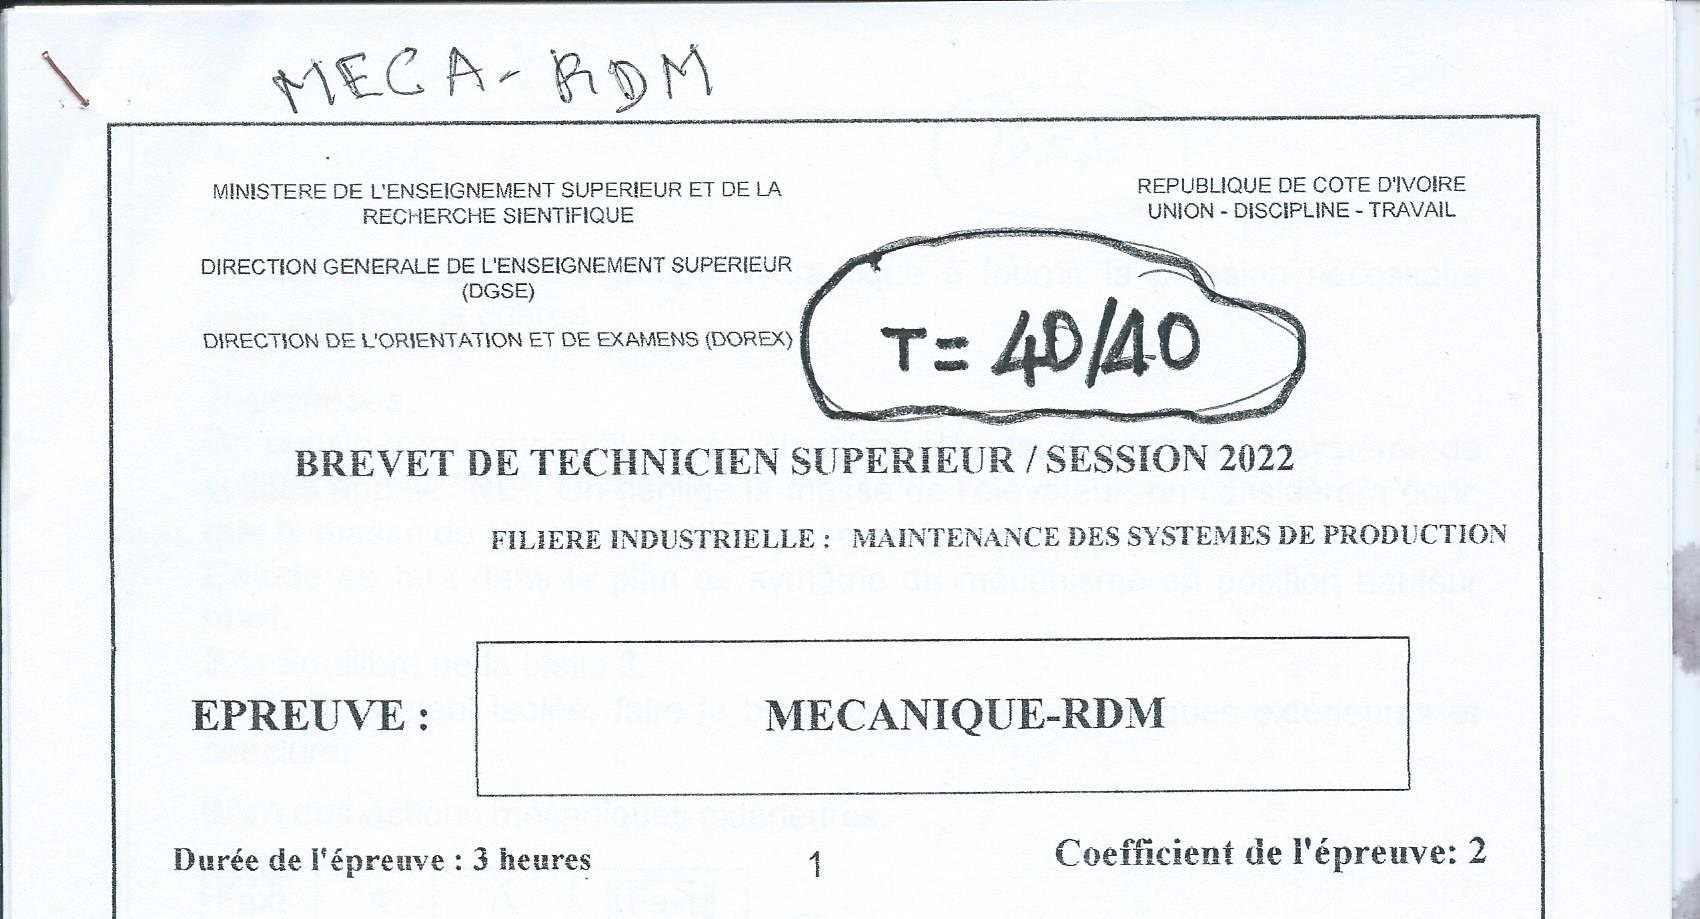 MECA-RDM
MINISTERE DE L'ENSEIGNEMENT SUPERIEUR ET DE LA
RECHERCHE SIENTIFIQUE
REPUBLIQUE DE COTE D'IVOIRE
UNION - DISCIPLINE - TRAVAIL
DIRECTION GENERALE DE L'ENSEIGNEMENT SUPERIEUR
(DGSE)
DIRECTION DE L'ORIENTATION ET DE EXAMENS (DOREX)
T= 40/40
BREVET DE TECHNICIEN SUPERIEUR / SESSION 2022
FILIERE INDUSTRIELLE : MAINTENANCE DES SYSTEMES DE PRODUCTION
EPREUVE :
MECANIQUE-RDM
Durée de l'épreuve : 3 heures
1
Coefficient de l'épreuve: 2